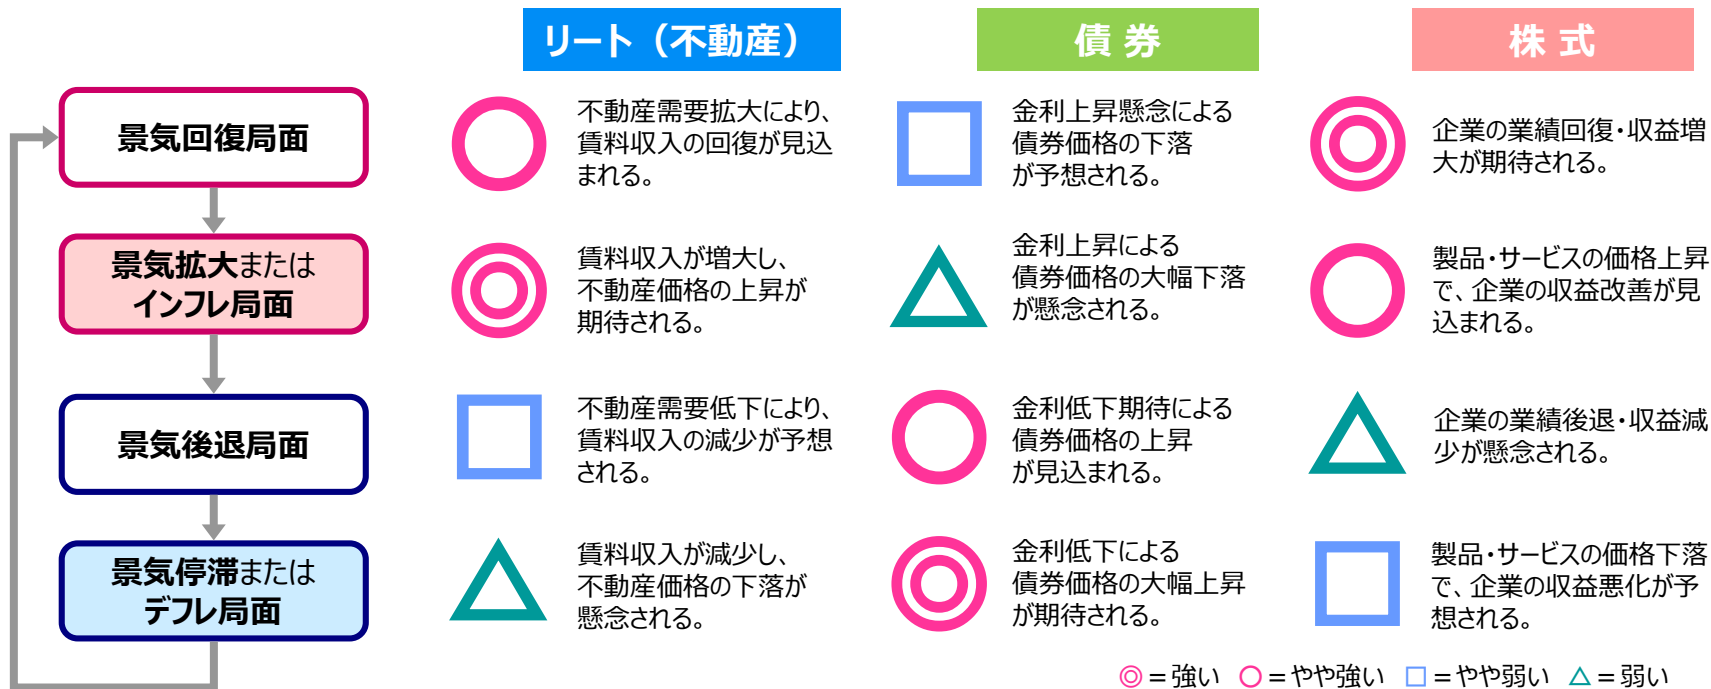 リート（不動産）
債 券
株 式
景気回復局面
不動産需要拡大により、
賃料収入の回復が見込
まれる。
金利上昇懸念による
債券価格の下落
が予想される。
企業の業績回復・収益増
大が期待される。
景気拡大または
インフレ局面
賃料収入が増大し、
不動産価格の上昇が
期待される。
金利上昇による
債券価格の大幅下落
が懸念される。
製品・サービスの価格上昇
で、企業の収益改善が見
込まれる。
景気後退局面
不動産需要低下により、
賃料収入の減少が予想
される。
金利低下期待による
債券価格の上昇
が見込まれる。
企業の業績後退・収益減
少が懸念される。
景気停滞または
デフレ局面
賃料収入が減少し、
不動産価格の下落が
懸念される。
金利低下による
債券価格の大幅上昇
が期待される。
製品・サービスの価格下落
で、企業の収益悪化が予
想される。
◎＝強い ○＝やや強い □＝やや弱い △＝弱い